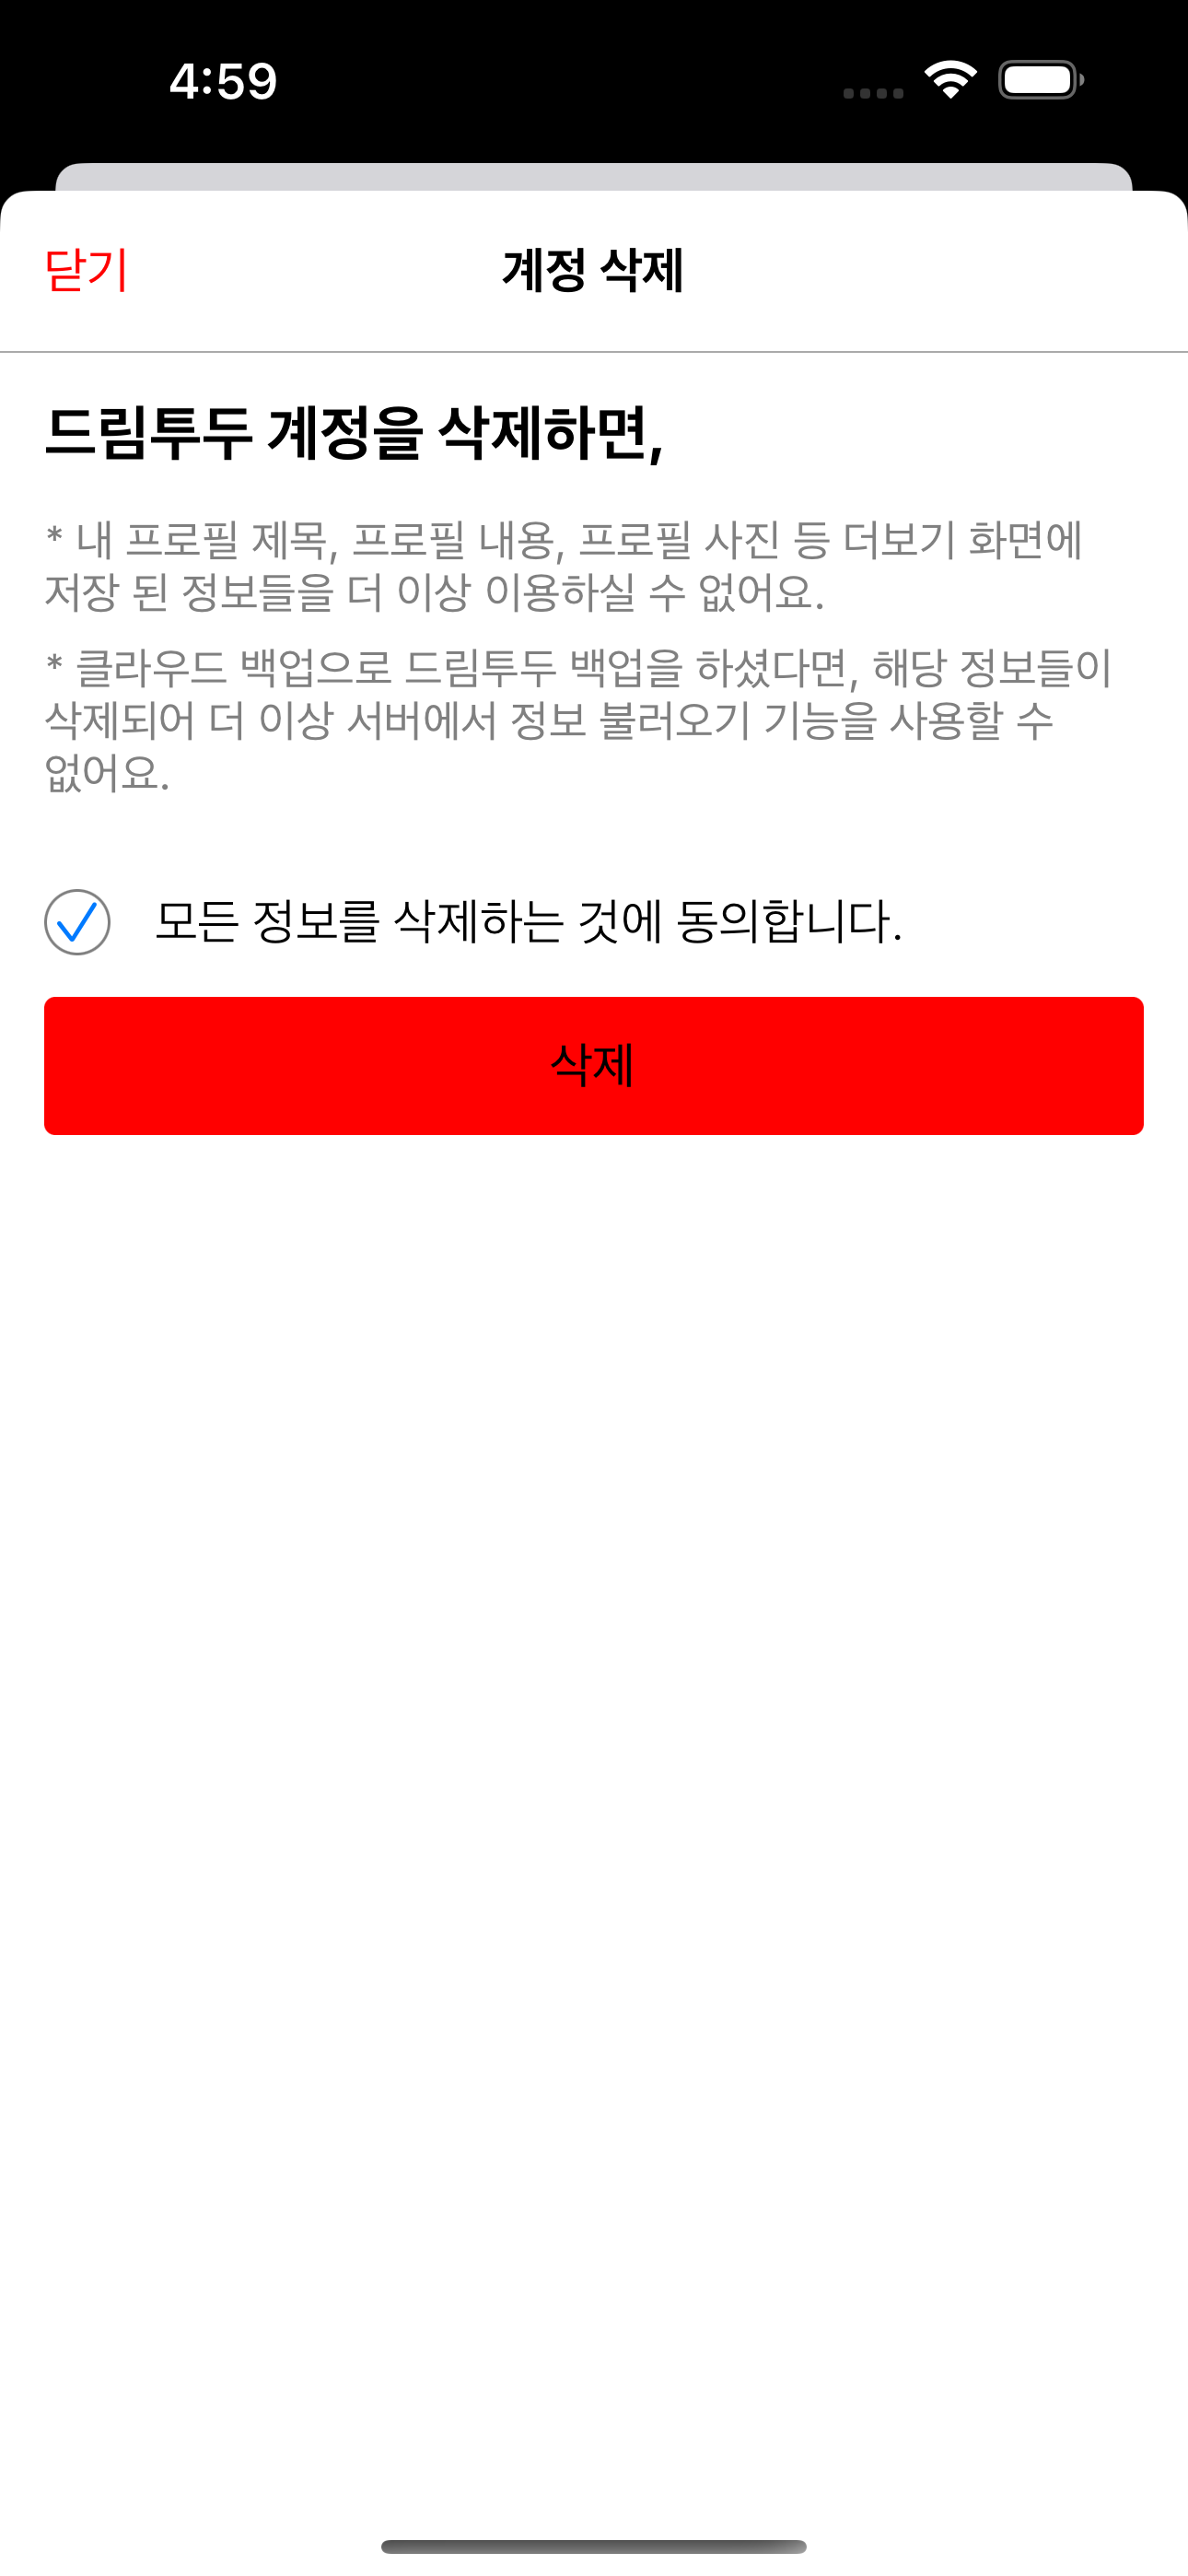 4:59
닫기
계정 삭제
드림투두 계정을 삭제하면,
* 내 프로필 제목, 프로필 내용, 프로필 사진 등 더보기 화면에
저장 된 정보들을 더 이상 이용하실 수 없어요.
* 클라우드 백업으로 드림투두 백업을 하셨다면, 해당 정보들이
삭제되어 더 이상 서버에서 정보 불러오기 기능을 사용할 수
없어요.
모든 정보를 삭제하는 것에 동의합니다.
삭제